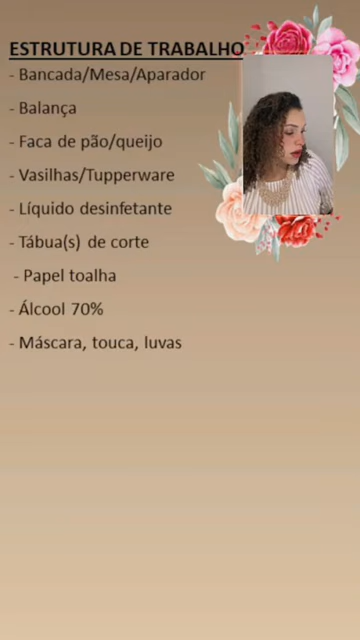 ESTRUTURA DE TRABALHO
- Bancada/Mesa/Aparador
- Balança
- Faca de pão/queijo
- Vasilhas/Tupperware
- Líquido desinfetante
- Tábua(s) de corte
- Papel toalha
- Álcool 70%
- Máscara, touca, luvas